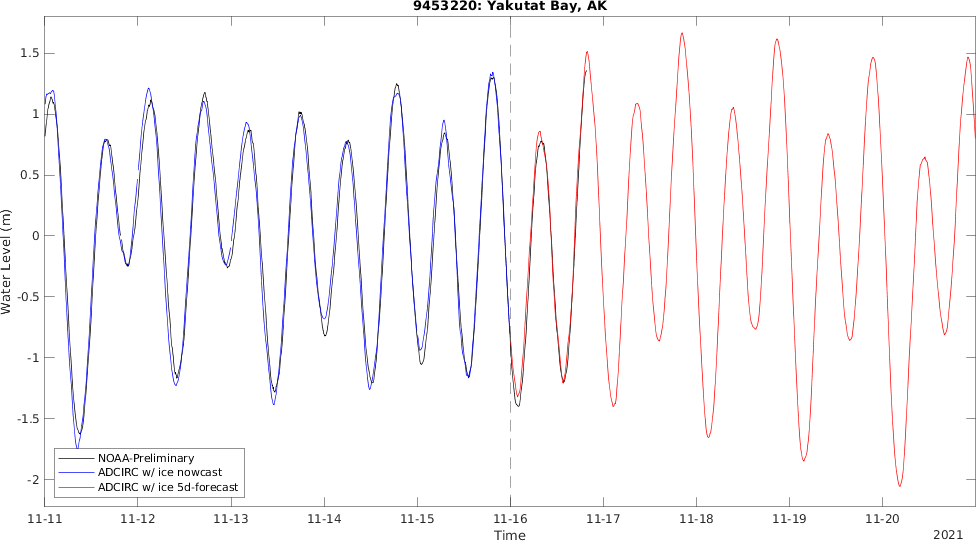 9453220: Yakutat Bay, AK
Water Level (m)
1.5
1
0.5
0
-0.5
-1
-1.5
-2
NOAA-Preliminary
ADCIRC w/ ice nowcast
ADCIRC w/ ice 5d-forecast
11-11 11-12 11-13 11-14 11-15 11-16 11-17 11-18 11-19 11-20
Time
2021